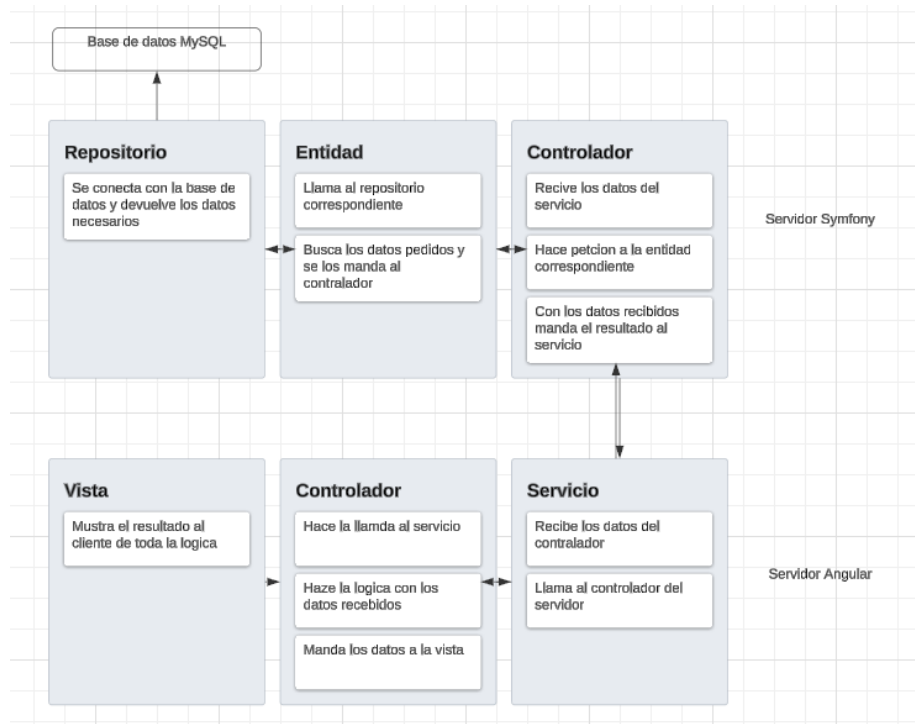 Base de datos MySQL
Repositorio
Se conecta con la base de
datos y devuelve los datos
necesarios
Entidad
Llama al repositorio
correspondiente
Busca los datos pedidos y
se los manda al
contralador
Controlador
Recive los datos del
servicio
Hace petcion a la entidad
correspondiente
Con los datos recibidos
manda el resultado al
servicio
Servidor Symfony
Vista
Mustra el resultado al
cliente de toda la logica
Controlador
Hace la llamda al servicio
Haze la logica con los
datos recebidos
Manda los datos a la vista
Servicio
Recibe los datos del
contralador
Llama al controlador del
servidor
Servidor Angular